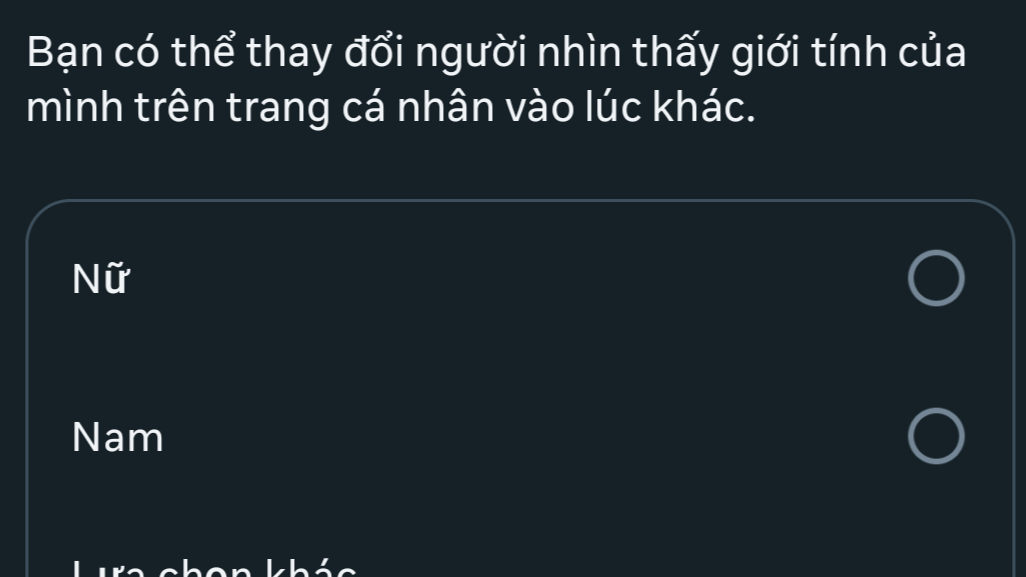 Bạn có thể thay đổi người nhìn thấy giới tính của
mình trên trang cá nhân vào lúc khác.
Nữ
Nam
Lựa chọn khác